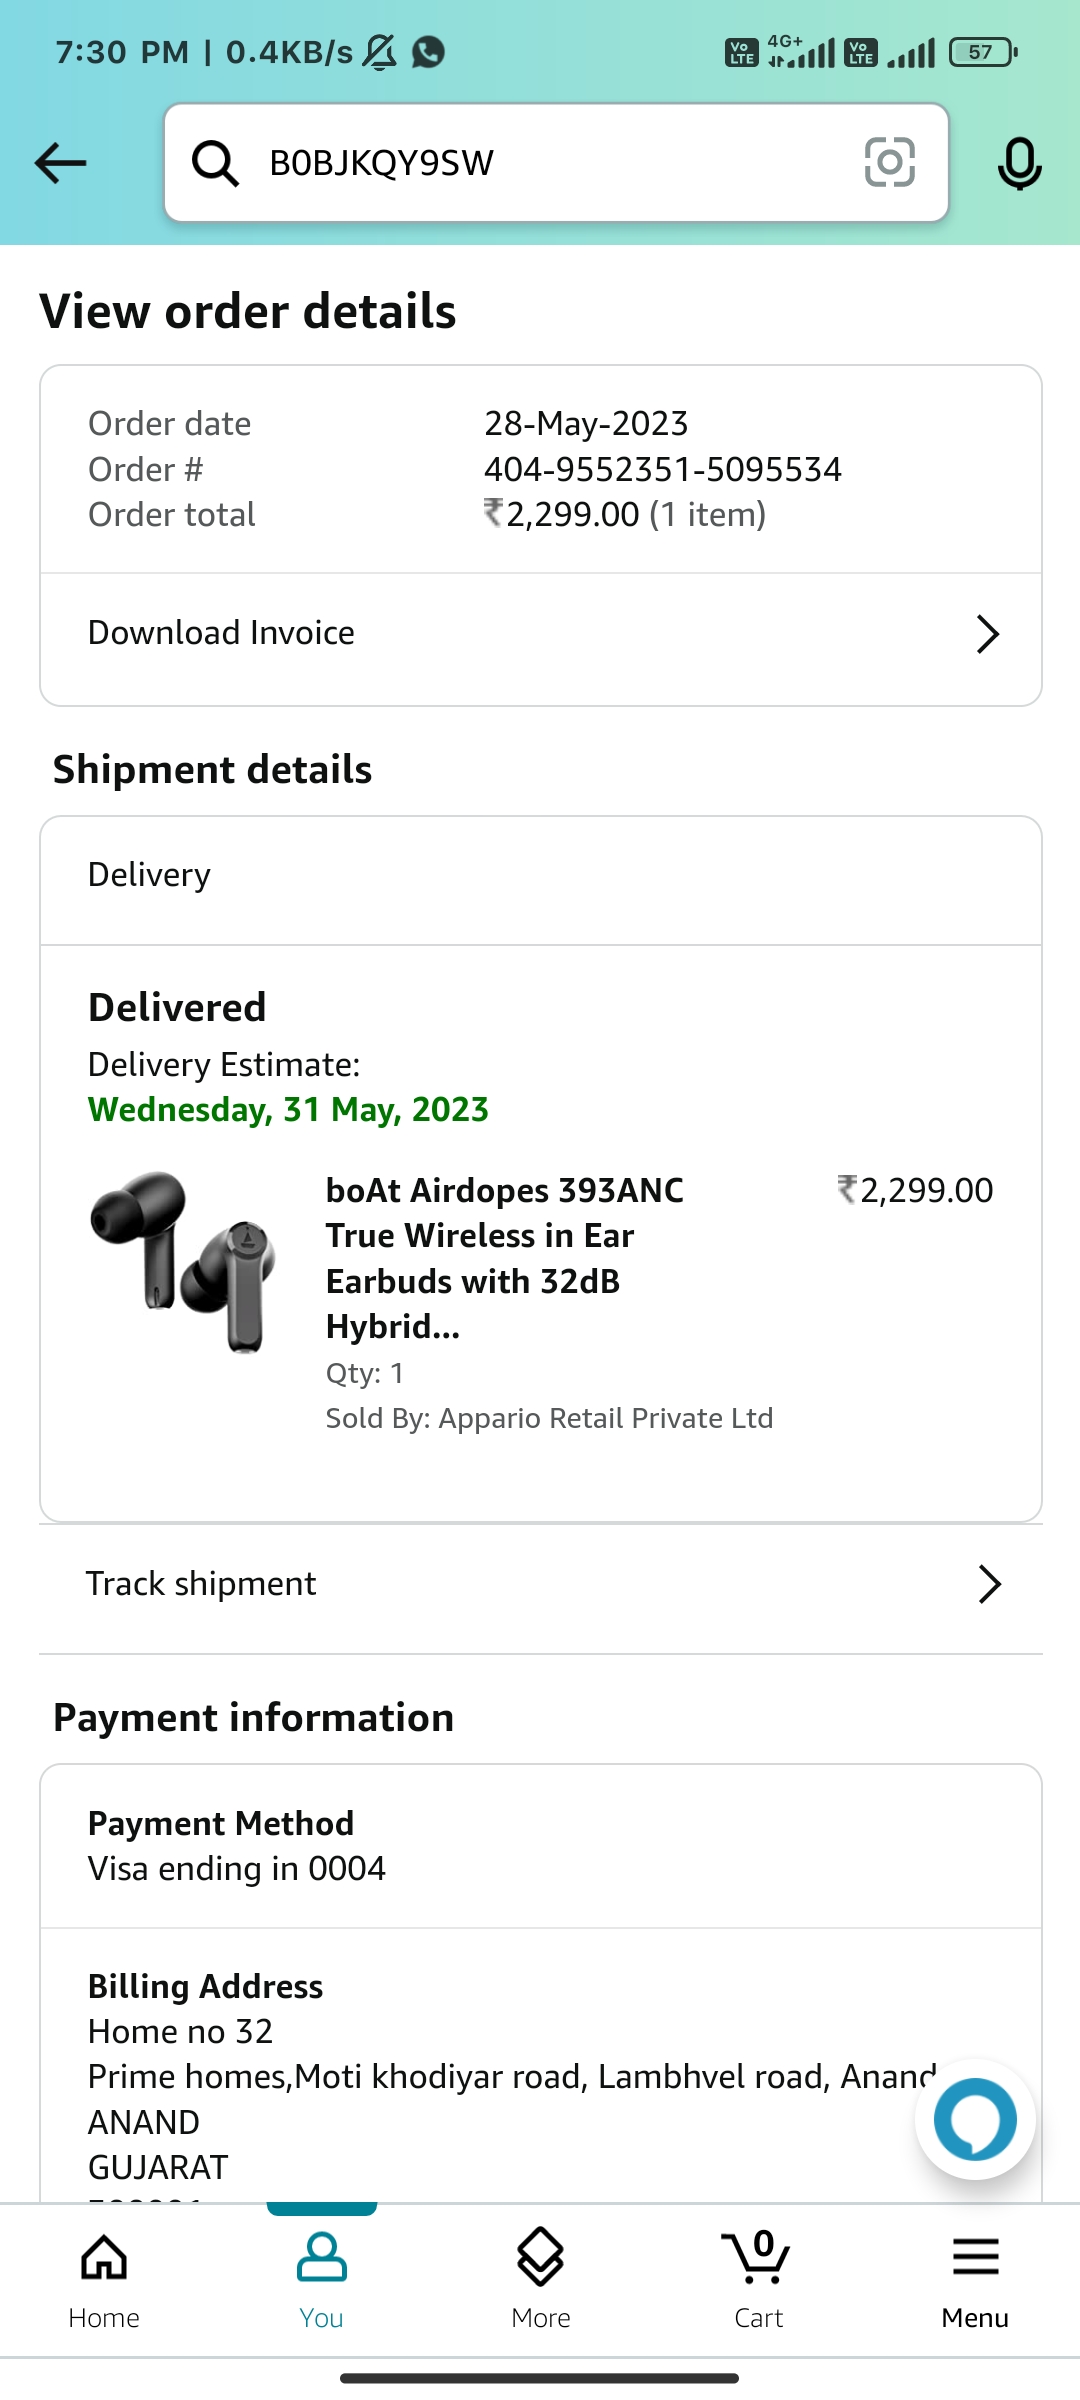 7:30 PM | 0.4KB/s
Vo LTE 4G+ Vo LTE 57
B0BJKQY9SW
View order details
Order date 28-May-2023
Order # 404-9552351-5095534
Order total ₹2,299.00 (1 item)
Download Invoice
Shipment details
Delivery
Delivered
Delivery Estimate:
Wednesday, 31 May, 2023
boAt Airdopes 393ANC ₹2,299.00
True Wireless in Ear
Earbuds with 32dB
Hybrid...
Qty: 1
Sold By: Appario Retail Private Ltd
Track shipment
Payment information
Payment Method
Visa ending in 0004
Billing Address
Home no 32
Prime homes,Moti khodiyar road, Lambhvel road, Anand
ANAND
GUJARAT
0
Home You More Cart Menu